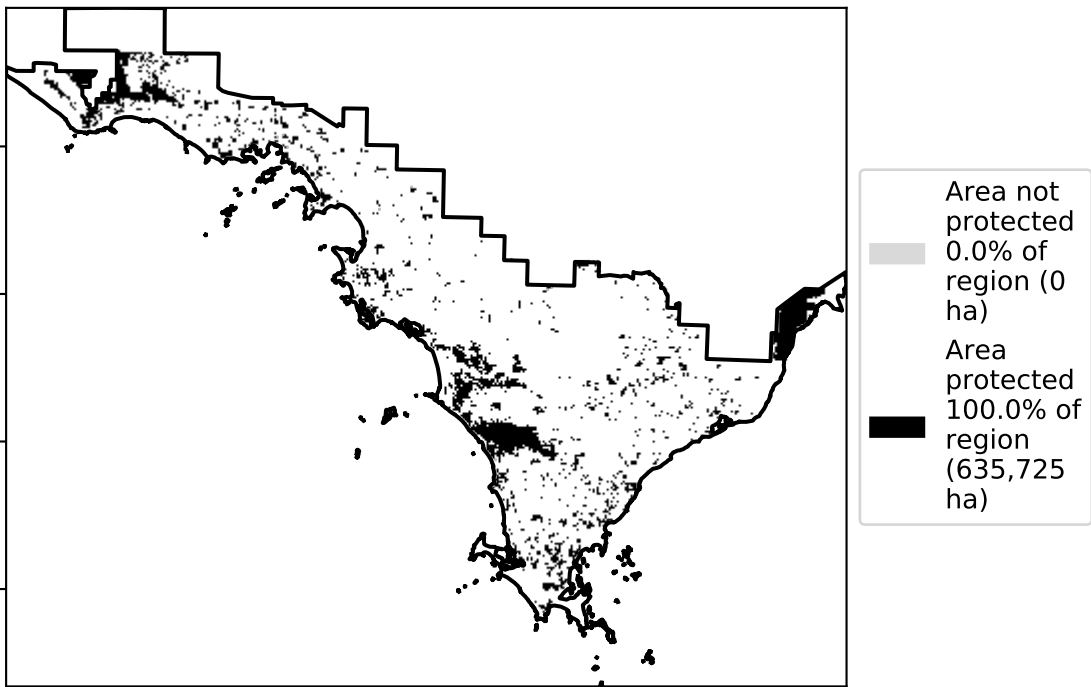 Area not
protected
0.0% of
region (0
ha)
Area
protected
100.0% of
region
(635,725
ha)